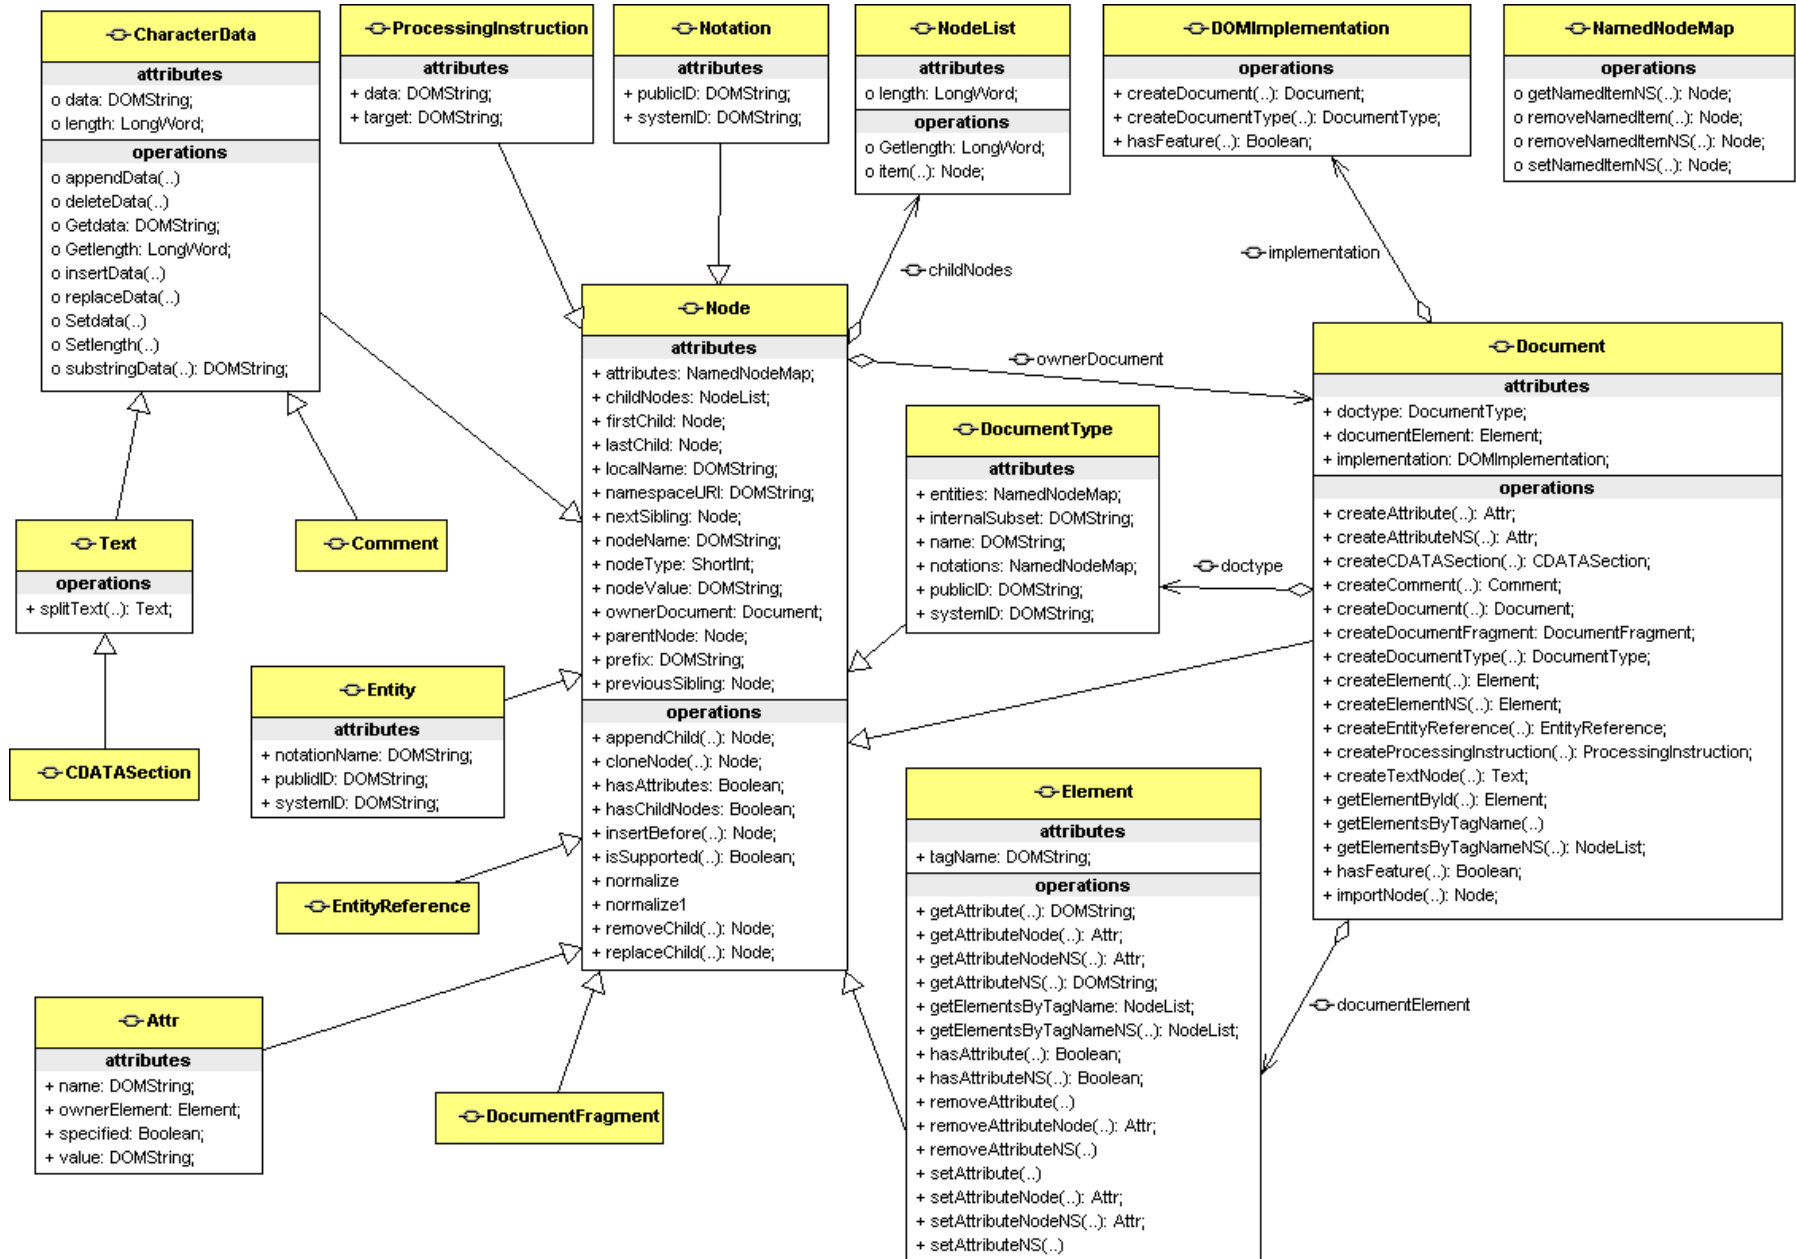 CharacterData
attributes
o data: DOMString;
o length: LongWord;
operations
o appendData(..)
o deleteData(..)
o Getdata: DOMString;
o Getlength: LongWord;
o insertData(..)
o replaceData(..)
o Setdata(..)
o Setlength(..)
o substringData(..): DOMString;
ProcessingInstruction
attributes
+ data: DOMString;
+ target: DOMString;
Notation
attributes
+ publicID: DOMString;
+ systemID: DOMString;
NodeList
attributes
o length: LongWord;
operations
o Getlength: LongWord;
o item(..): Node;
DOMImplementation
operations
+ createDocument(..): Document;
+ createDocumentType(..): DocumentType;
+ hasFeature(..): Boolean;
NamedNodeMap
operations
o getNamedItemNS(..): Node;
o removeNamedItem(..): Node;
o removeNamedItemNS(..): Node;
o setNamedItemNS(..): Node;
childNodes
implementation
ownerDocument
Node
attributes
+ attributes: NamedNodeMap;
+ childNodes: NodeList;
+ firstChild: Node;
+ lastChild: Node;
+ localName: DOMString;
+ namespaceURI: DOMString;
+ nextSibling: Node;
+ nodeName: DOMString;
+ nodeType: ShortInt;
+ nodeValue: DOMString;
+ ownerDocument: Document;
+ parentNode: Node;
+ prefix: DOMString;
+ previousSibling: Node;
operations
+ appendChild(..): Node;
+ cloneNode(..): Node;
+ hasAttributes: Boolean;
+ hasChildNodes: Boolean;
+ insertBefore(..): Node;
+ isSupported(..): Boolean;
+ normalize
+ normalize1
+ removeChild(..): Node;
+ replaceChild(..): Node;
DocumentType
attributes
+ entities: NamedNodeMap;
+ internalSubset: DOMString;
+ name: DOMString;
+ notations: NamedNodeMap;
+ publicID: DOMString;
+ systemID: DOMString;
doctype
Document
attributes
+ doctype: DocumentType;
+ documentElement: Element;
+ implementation: DOMImplementation;
operations
+ createAttribute(..): Attr;
+ createAttributeNS(..): Attr;
+ createCDATASection(..): CDATASection;
+ createComment(..): Comment;
+ createDocument(..): Document;
+ createDocumentFragment: DocumentFragment;
+ createDocumentType(..): DocumentType;
+ createElement(..): Element;
+ createElementNS(..): Element;
+ createEntityReference(..): EntityReference;
+ createProcessingInstruction(..): ProcessingInstruction;
+ createTextNode(..): Text;
+ getElementById(..): Element;
+ getElementsByTagName(..)
+ getElementsByTagNameNS(..): NodeList;
+ hasFeature(..): Boolean;
+ importNode(..): Node;
Text
operations
+ splitText(..): Text;
Comment
CDATASection
Entity
attributes
+ notationName: DOMString;
+ publidID: DOMString;
+ systemID: DOMString;
EntityReference
Attr
attributes
+ name: DOMString;
+ ownerElement: Element;
+ specified: Boolean;
+ value: DOMString;
DocumentFragment
Element
attributes
+ tagName: DOMString;
operations
+ getAttribute(..): DOMString;
+ getAttributeNode(..): Attr;
+ getAttributeNodeNS(..): Attr;
+ getAttributeNS(..): DOMString;
+ getElementsByTagName: NodeList;
+ getElementsByTagNameNS(..): NodeList;
+ hasAttribute(..): Boolean;
+ hasAttributeNS(..): Boolean;
+ removeAttribute(..)
+ removeAttributeNode(..): Attr;
+ removeAttributeNS(..)
+ setAttribute(..)
+ setAttributeNode(..): Attr;
+ setAttributeNodeNS(..): Attr;
+ setAttributeNS(..)
documentElement